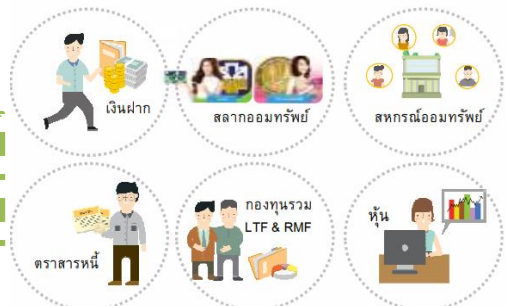 เงินฝาก
สลากออมทรัพย์
สหกรณ์ออมทรัพย์
ตราสารหนี้
กองทุนรวม
LTF & RMF
หุ้น